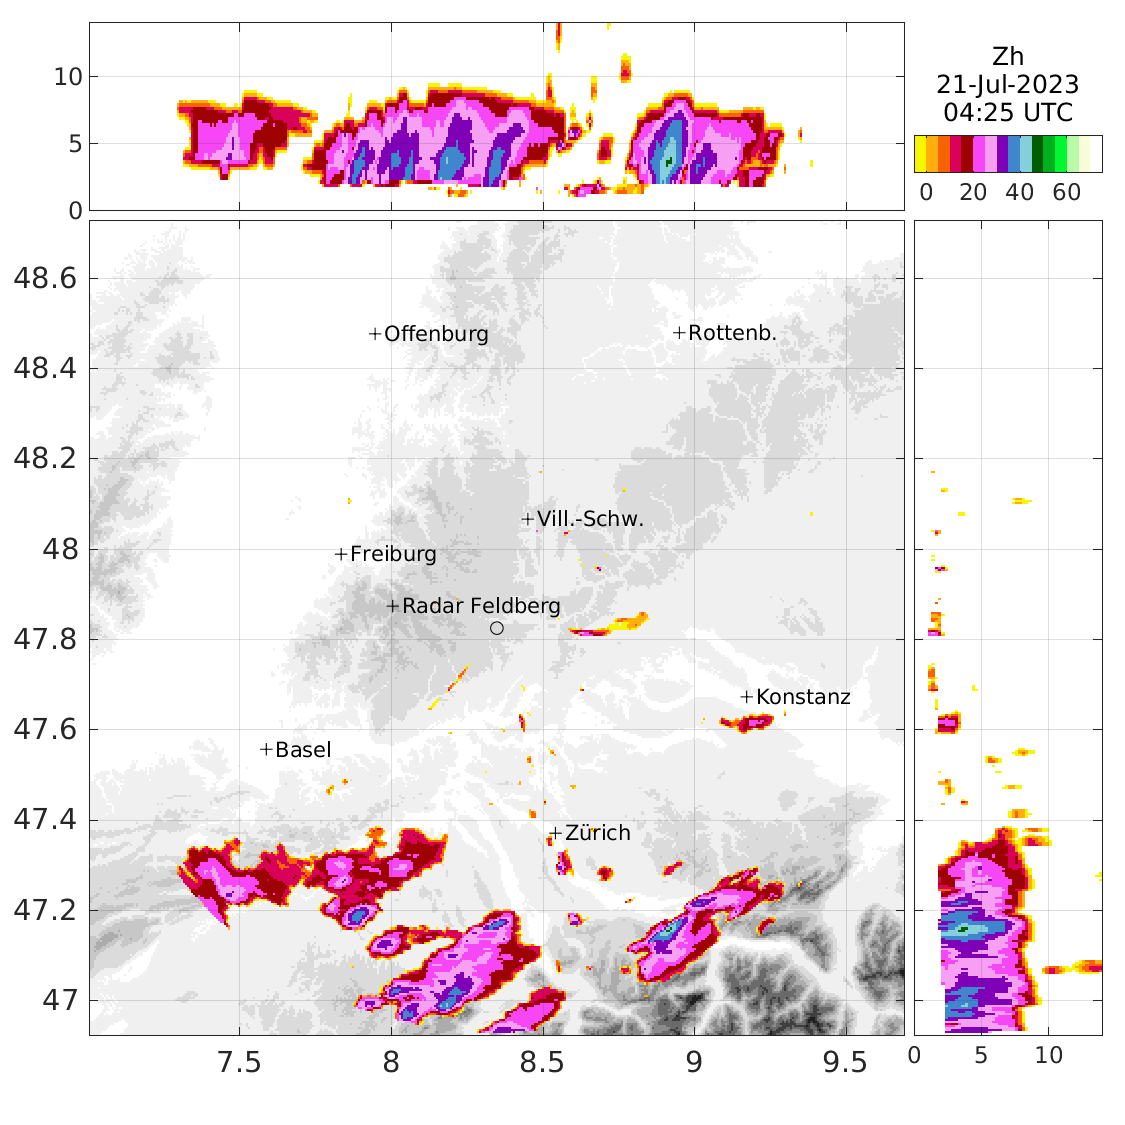 10
5
0
Zh
21-Jul-2023
04:25 UTC
0 20 40 60
48.6
48.4
48.2
48
47.8
47.6
47.4
47.2
47
+Offenburg
+Rottenb.
+Vill.-Schw.
+Freiburg
+Radar Feldberg
+Konstanz
+Basel
+Zürich
7.5 8 8.5 9 9.5
0 5 10